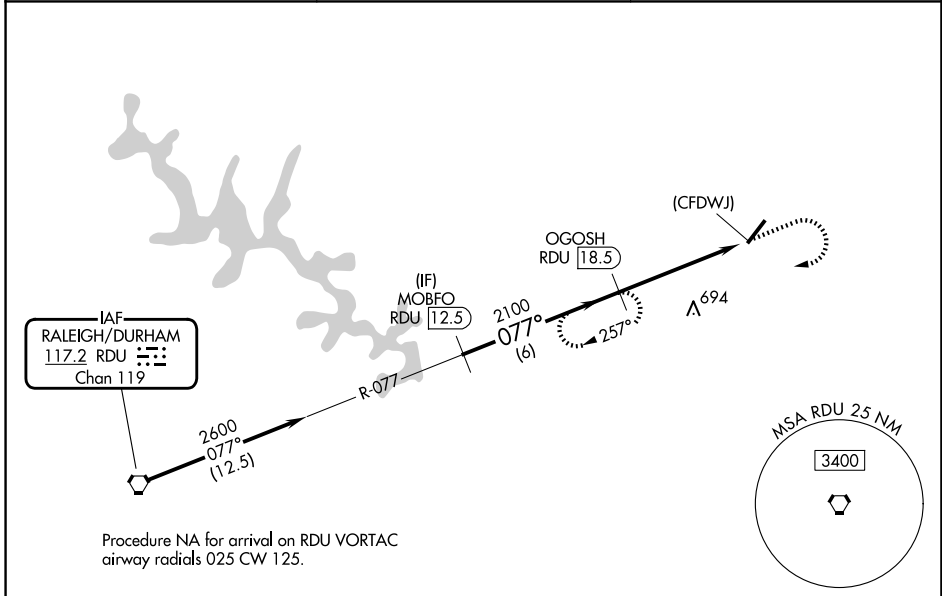 (CFDWJ)
OGOSH
RDU 18.5
694
(IF)
MOBFO
RDU 12.5
2100
077°
(6)
257°
IAF
RALEIGH/DURHAM
117.2 RDU
Chan 119
R-077
2600
077°
(12.5)
MSA RDU 25 NM
3400
Procedure NA for arrival on RDU VORTAC
airway radials 025 CW 125.